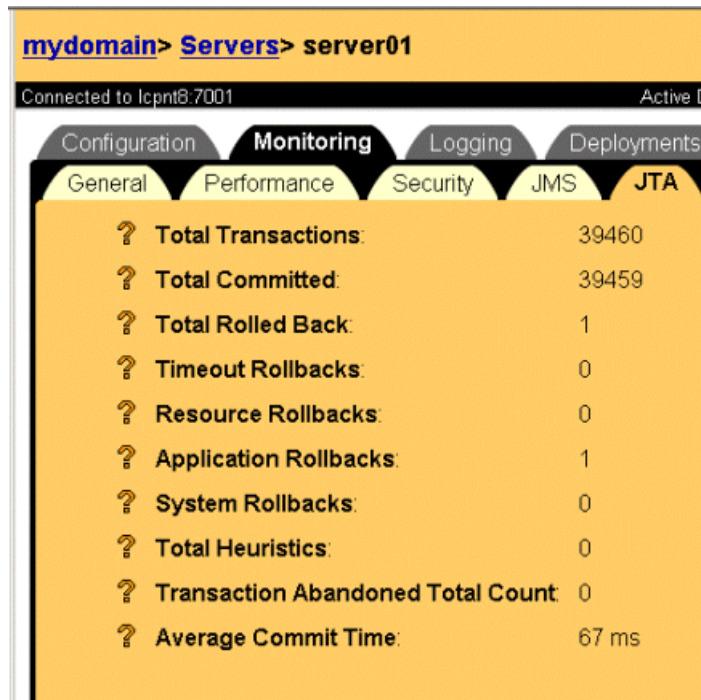 mydomain> Servers> server01
Connected to lcpnt8:7001 Active
Configuration Monitoring Logging Deployments
General Performance Security JMS JTA
? Total Transactions: 39460
? Total Committed: 39459
? Total Rolled Back: 1
? Timeout Rollbacks: 0
? Resource Rollbacks: 0
? Application Rollbacks: 1
? System Rollbacks: 0
? Total Heuristics: 0
? Transaction Abandoned Total Count: 0
? Average Commit Time: 67 ms